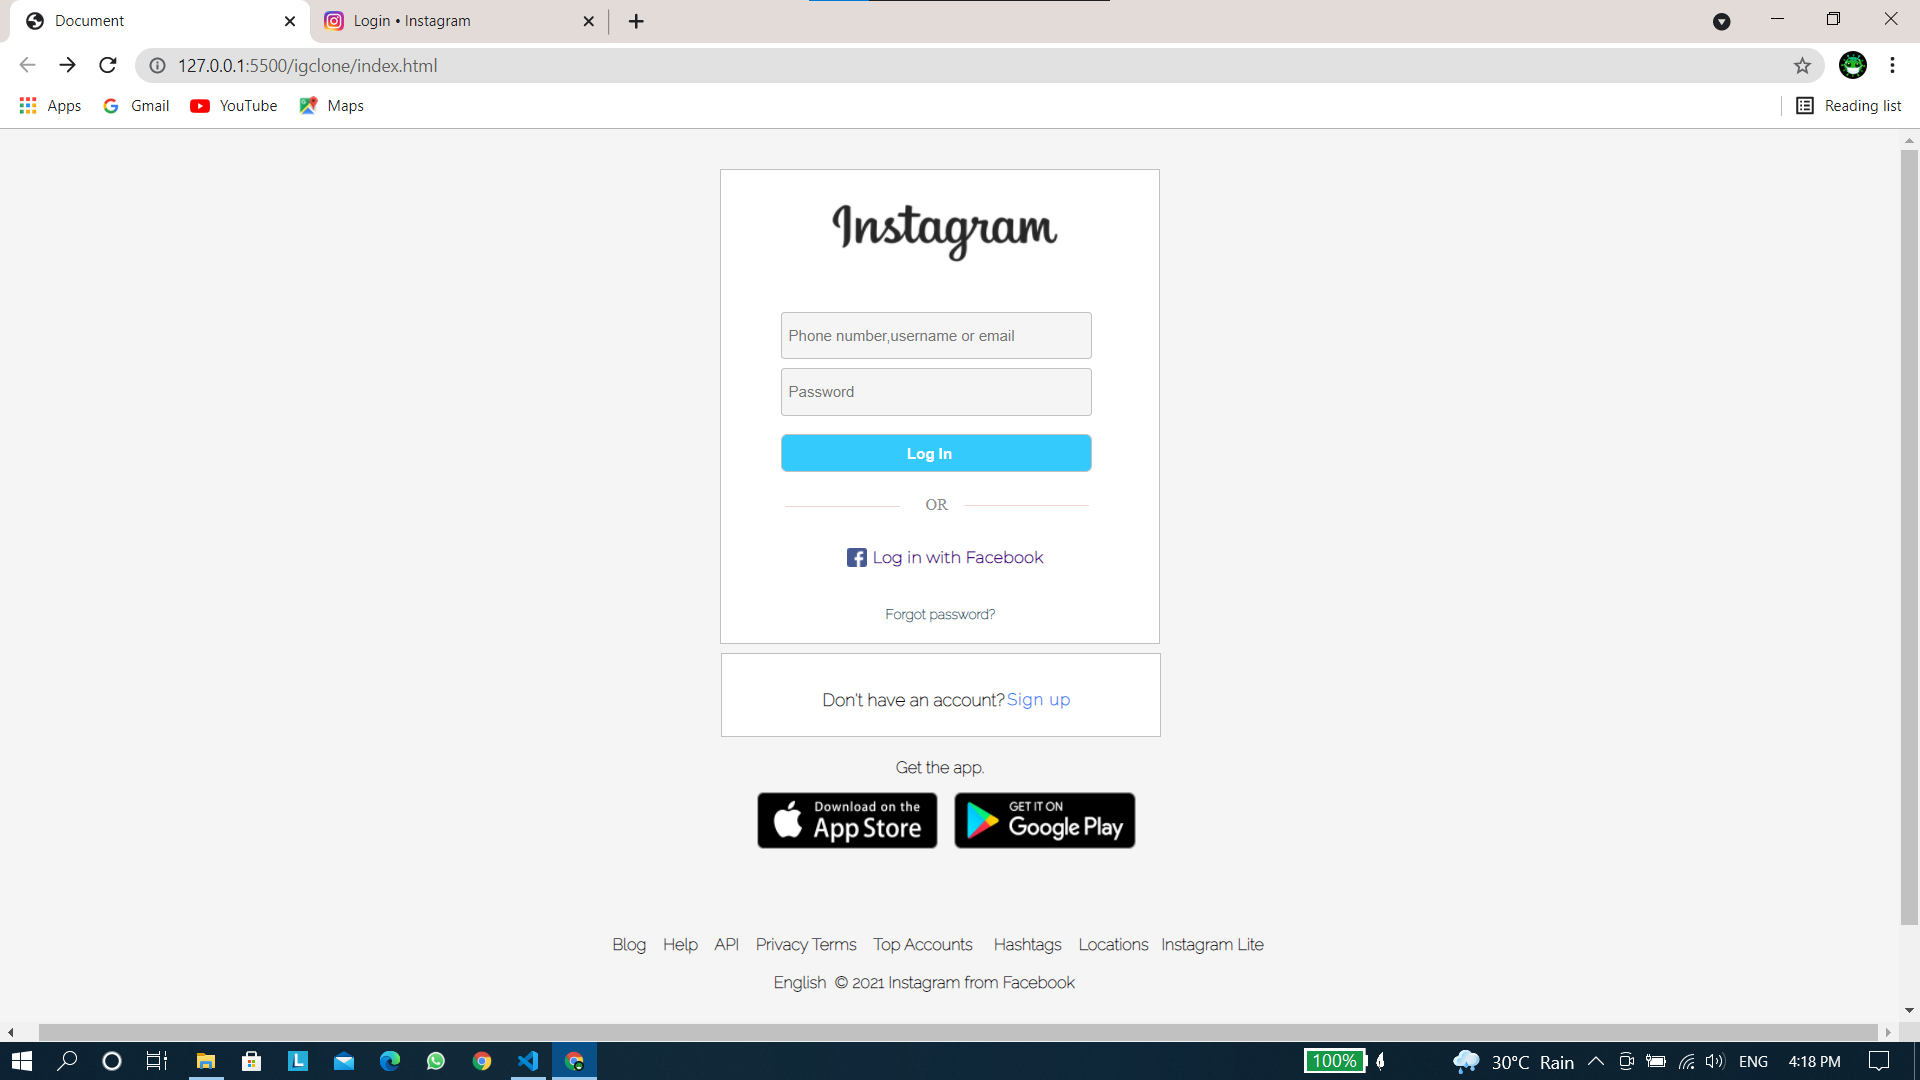 Document
Login • Instagram
127.0.0.1:5500/igclone/index.html
Apps Gmail YouTube Maps Reading list
Instagram
Phone number,username or email
Password
Log In
OR
Log in with Facebook
Forgot password?
Don't have an account? Sign up
Get the app.
Download on the
App Store
GET IT ON
Google Play
Blog Help API Privacy Terms Top Accounts Hashtags Locations Instagram Lite
English © 2021 Instagram from Facebook
L 100% 30°C Rain ENG 4:18 PM